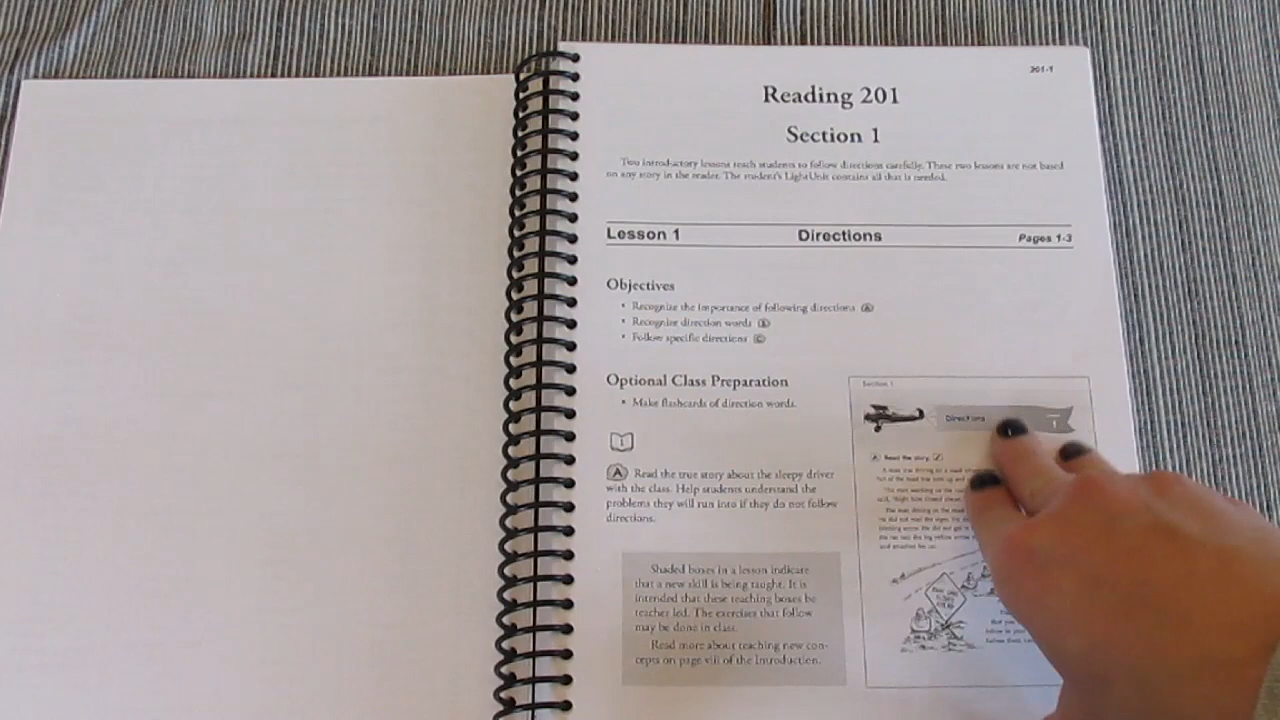 201-1
Reading 201
Section 1
Two introductory lessons teach students to follow directions carefully. These two lessons are not based
on any story in the reader. The student's LightUnit contains all that is needed.
Lesson 1 Directions Pages 1-3
Objectives
• Recognize the importance of following directions A
• Recognize direction words B
• Follow specific directions C
Optional Class Preparation
• Make flashcards of direction words.
1
A Read the true story about the sleepy driver
with the class. Help students understand the
problems they will run into if they do not follow
directions.
Shaded boxes in a lesson indicate
that a new skill is being taught. It is
intended that these teaching boxes be
teacher led. The exercises that follow
may be done in class.
Read more about teaching new con-
cepts on page viii of the Introduction.
Section 1
Directions
1
A Read the story.